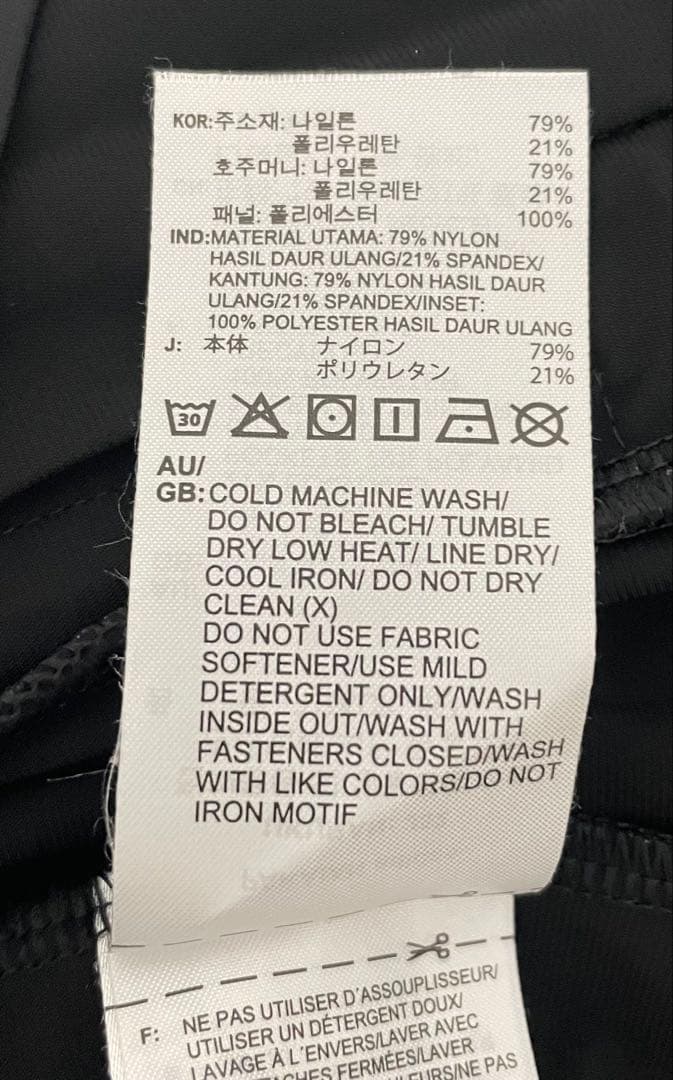 KOR:주소재: 나일론 79%
폴리우레탄 21%
호주머니: 나일론 79%
폴리우레탄 21%
패널: 폴리에스터 100%
IND:MATERIAL UTAMA: 79% NYLON
HASIL DAUR ULANG/21% SPANDEX/
KANTUNG: 79% NYLON HASIL DAUR
ULANG/21% SPANDEX/INSET:
100% POLYESTER HASIL DAUR ULANG
J: 本体 ナイロン 79%
ポリウレタン 21%
30
AU/
GB:COLD MACHINE WASH/
DO NOT BLEACH/ TUMBLE
DRY LOW HEAT/ LINE DRY/
COOL IRON/ DO NOT DRY
CLEAN (X)
DO NOT USE FABRIC
SOFTENER/USE MILD
DETERGENT ONLY/WASH
INSIDE OUT/WASH WITH
FASTENERS CLOSED/WASH
WITH LIKE COLORS/DO NOT
IRON MOTIF
F: NE PAS UTILISER D'ASSOUPLISSEUR/
UTILISER UN DÉTERGENT DOUX/
LAVAGE À L'ENVERS/LAVER AVEC
FERMÉES/LAVER
NE PAS